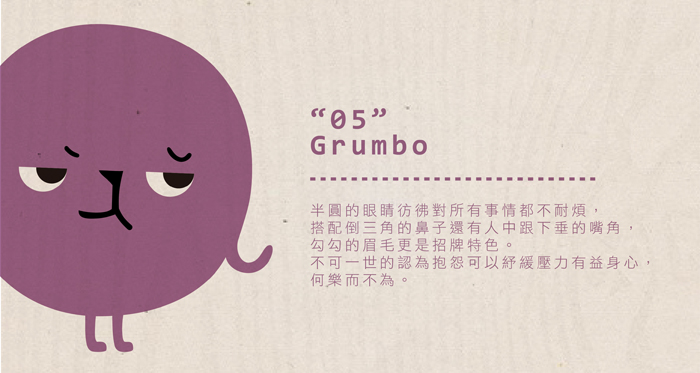 “05”
Grumbo
半圓的眼睛彷彿對所有事情都不耐煩，
搭配倒三角的鼻子還有人中跟下垂的嘴角，
勾勾的眉毛更是招牌特色。
不可一世的認為抱怨可以紓緩壓力有益身心，
何樂而不為。